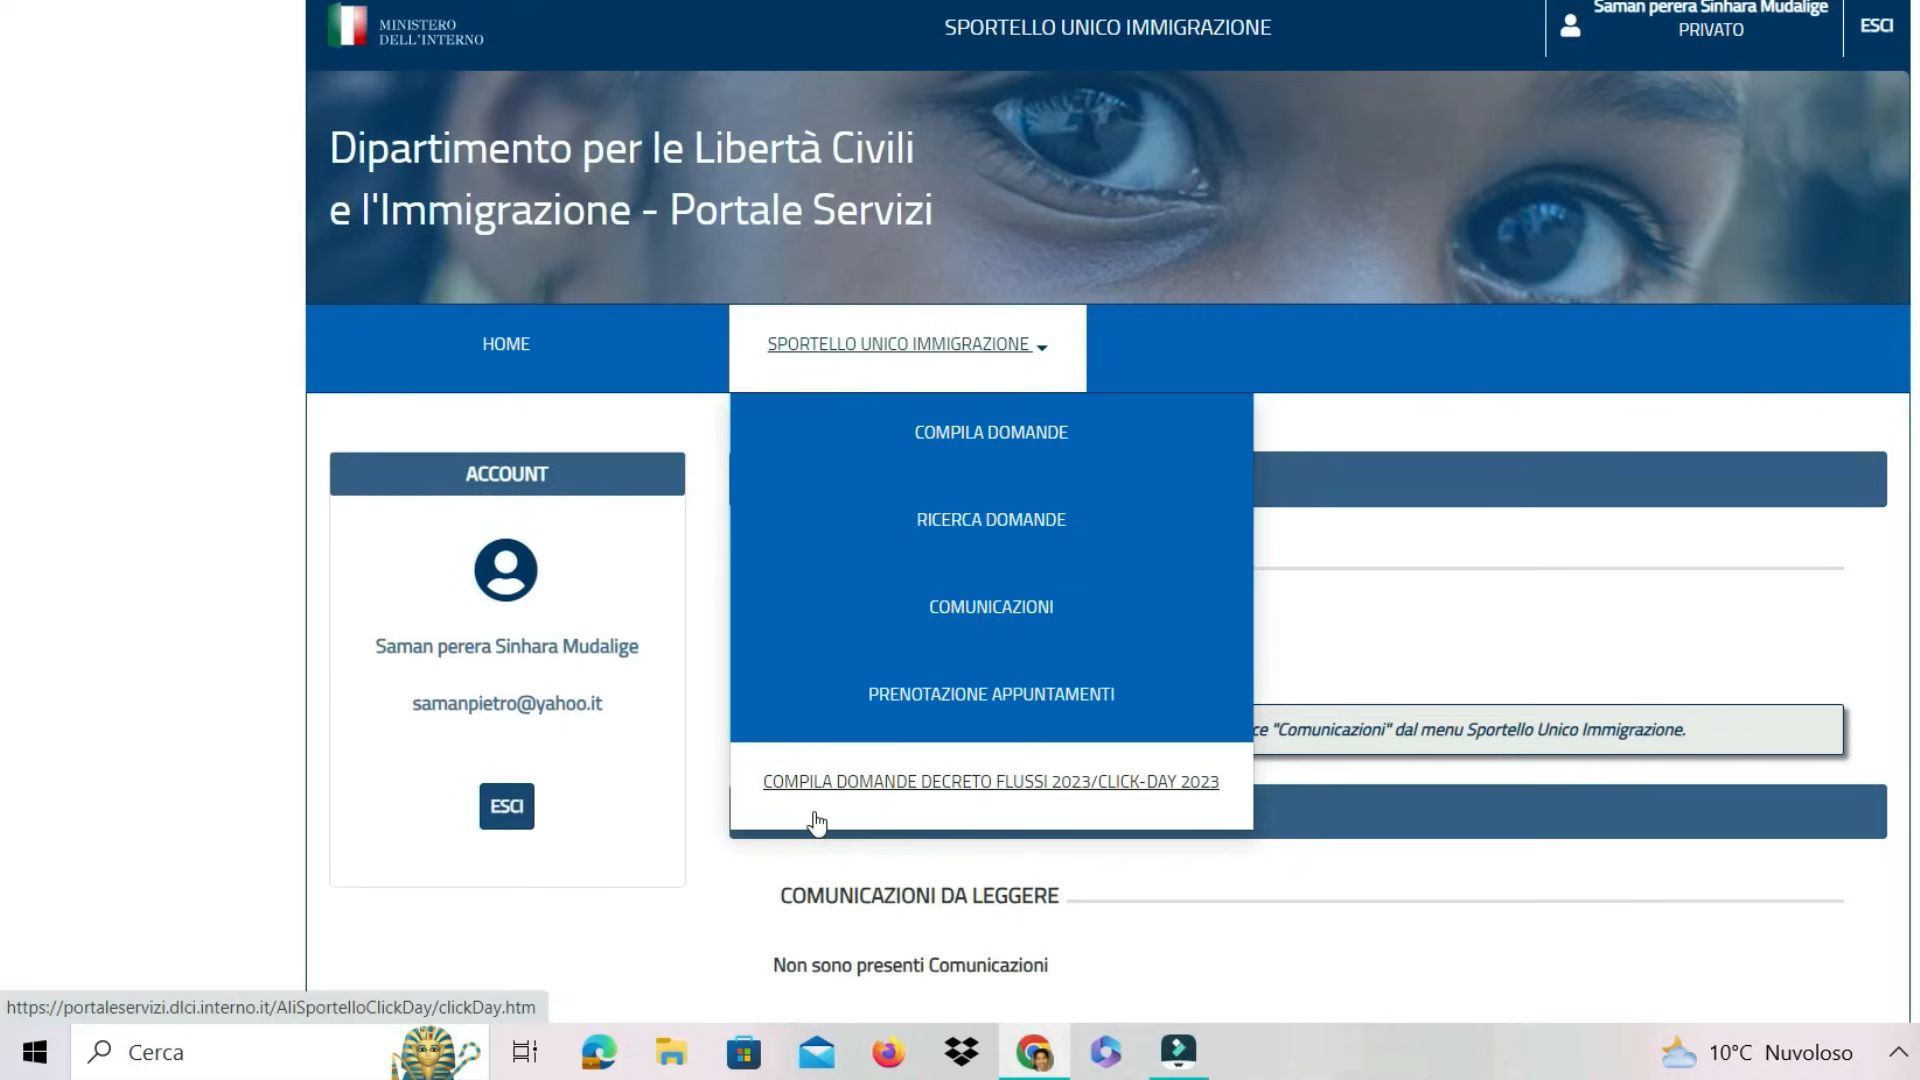 MINISTERO
DELL'INTERNO
SPORTELLO UNICO IMMIGRAZIONE
Saman perera Sinhara Mudalige
PRIVATO
ESCI
Dipartimento per le Libertà Civili
e l'Immigrazione - Portale Servizi
HOME
SPORTELLO UNICO IMMIGRAZIONE
COMPILA DOMANDE
RICERCA DOMANDE
COMUNICAZIONI
PRENOTAZIONE APPUNTAMENTI
COMPILA DOMANDE DECRETO FLUSSI 2023/CLICK-DAY 2023
ACCOUNT
Saman perera Sinhara Mudalige
samanpietro@yahoo.it
ESCI
ce "Comunicazioni" dal menu Sportello Unico Immigrazione.
COMUNICAZIONI DA LEGGERE
Non sono presenti Comunicazioni
https://portaleservizi.dlci.interno.it/AliSportelloClickDay/clickDay.htm
Cerca
10°C Nuvoloso